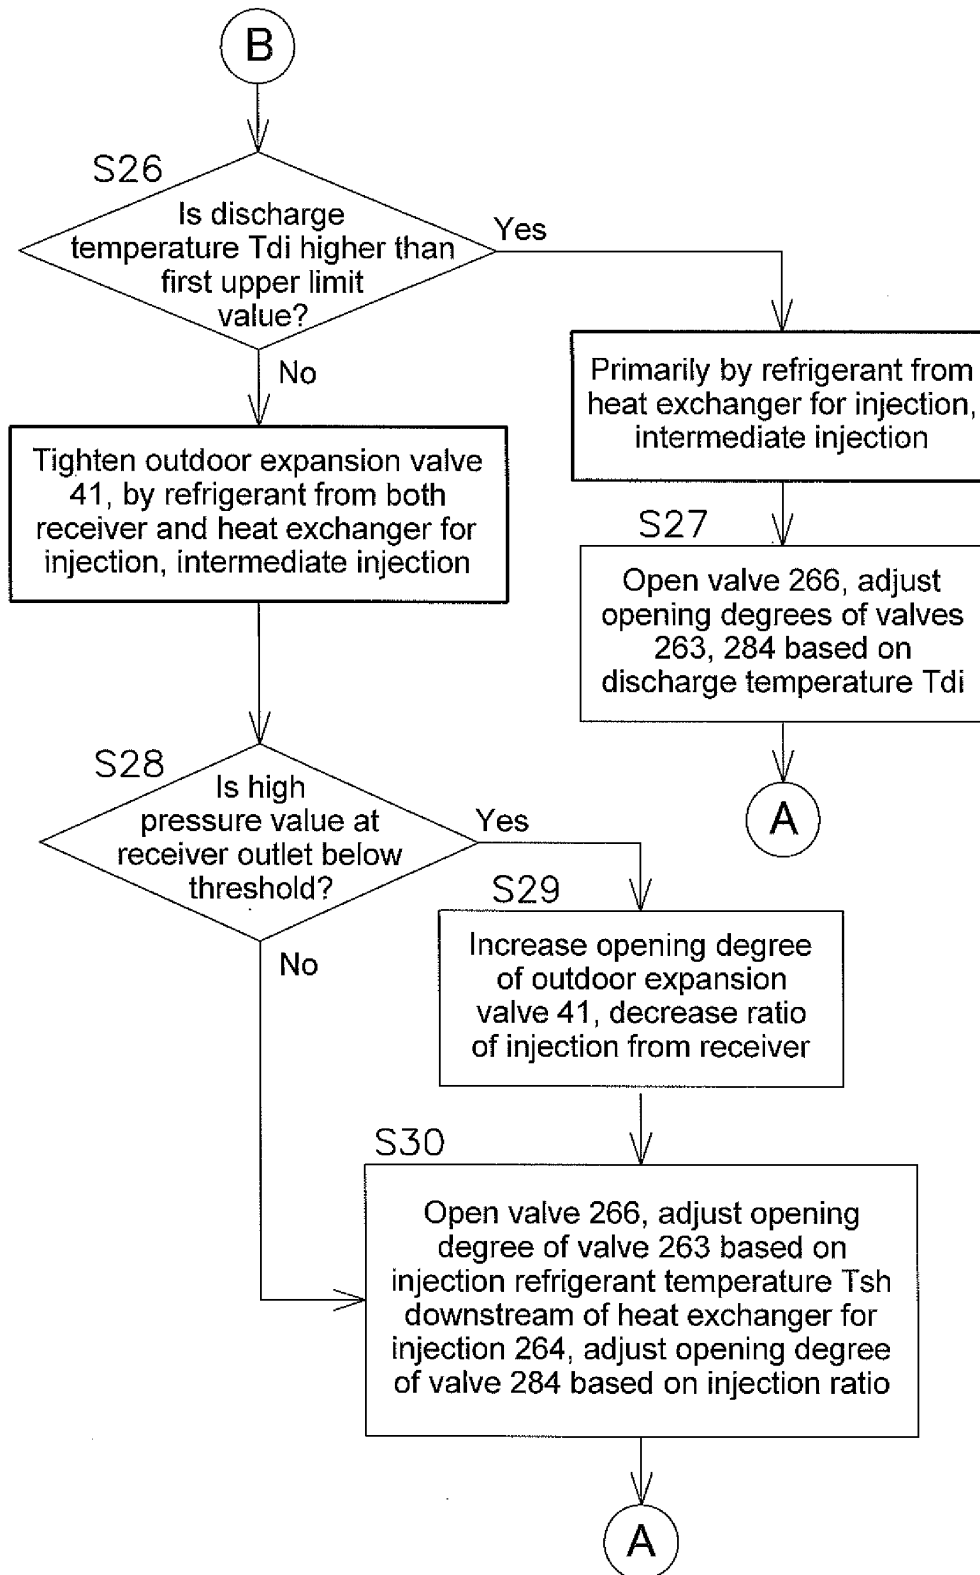 B
S26
Is discharge
temperature Tdi higher than
first upper limit
value?
Yes
No
Primarily by refrigerant from
heat exchanger for injection,
intermediate injection
Tighten outdoor expansion valve
41, by refrigerant from both
receiver and heat exchanger for
injection, intermediate injection
S27
Open valve 266, adjust
opening degrees of valves
263, 284 based on
discharge temperature Tdi
A
S28
Is high
pressure value at
receiver outlet below
threshold?
Yes
No
S29
Increase opening degree
of outdoor expansion
valve 41, decrease ratio
of injection from receiver
S30
Open valve 266, adjust opening
degree of valve 263 based on
injection refrigerant temperature Tsh
downstream of heat exchanger for
injection 264, adjust opening degree
of valve 284 based on injection ratio
A